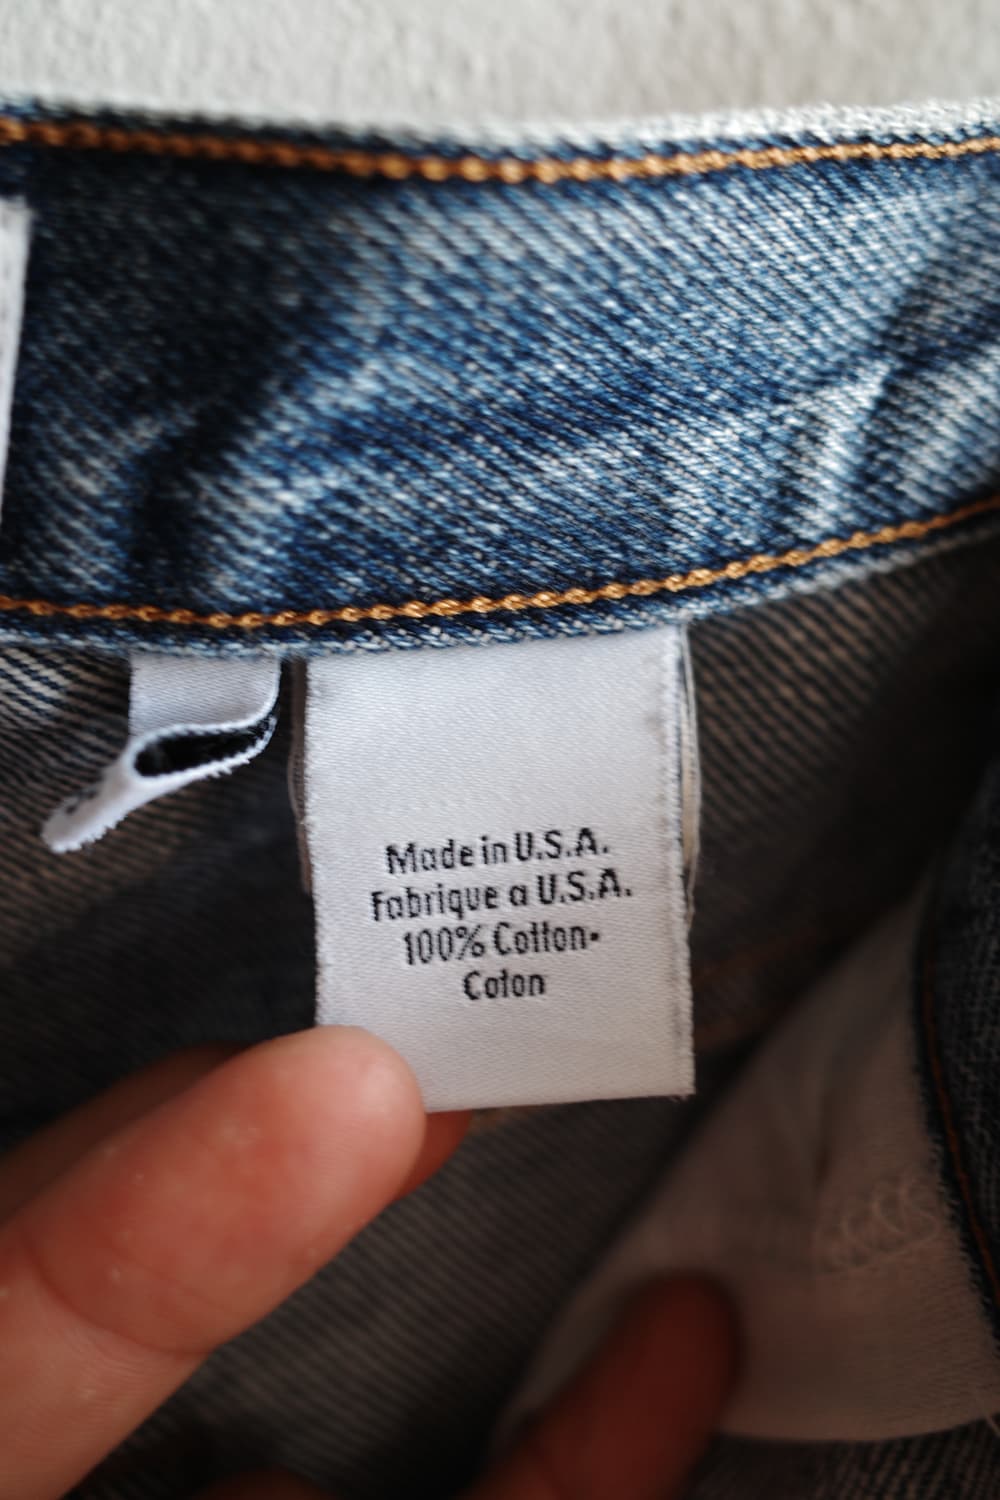 Made in U.S.A.
Fabrique a U.S.A.
100% Cotton•
Coton